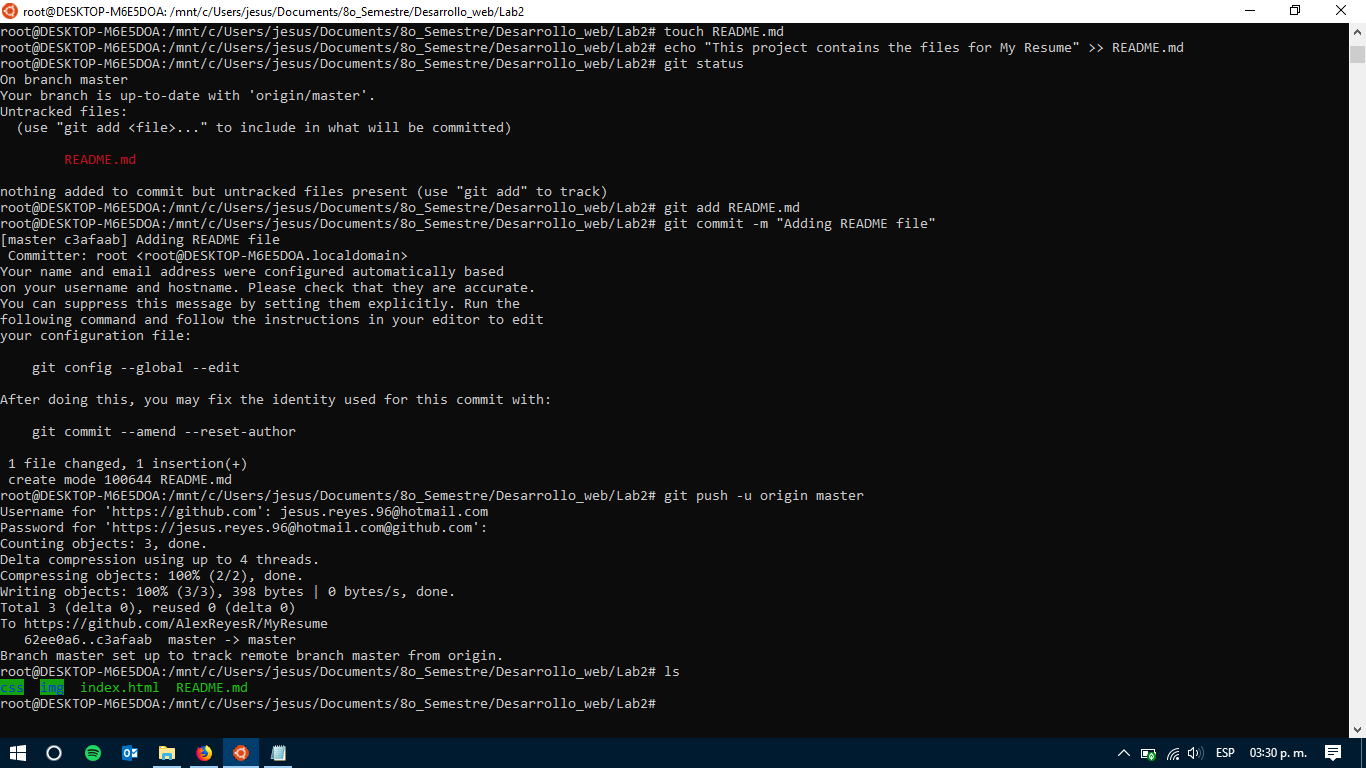 root@DESKTOP-M6E5DOA: /mnt/c/Users/jesus/Documents/8o_Semestre/Desarrollo_web/Lab2
root@DESKTOP-M6E5DOA:/mnt/c/Users/jesus/Documents/8o_Semestre/Desarrollo_web/Lab2# touch README.md
root@DESKTOP-M6E5DOA:/mnt/c/Users/jesus/Documents/8o_Semestre/Desarrollo_web/Lab2# echo "This project contains the files for My Resume" >> README.md
root@DESKTOP-M6E5DOA:/mnt/c/Users/jesus/Documents/8o_Semestre/Desarrollo_web/Lab2# git status
On branch master
Your branch is up-to-date with 'origin/master'.
Untracked files:
  (use "git add <file>..." to include in what will be committed)
        README.md
nothing added to commit but untracked files present (use "git add" to track)
root@DESKTOP-M6E5DOA:/mnt/c/Users/jesus/Documents/8o_Semestre/Desarrollo_web/Lab2# git add README.md
root@DESKTOP-M6E5DOA:/mnt/c/Users/jesus/Documents/8o_Semestre/Desarrollo_web/Lab2# git commit -m "Adding README file"
[master c3afaab] Adding README file
 Committer: root <root@DESKTOP-M6E5DOA.localdomain>
Your name and email address were configured automatically based
on your username and hostname. Please check that they are accurate.
You can suppress this message by setting them explicitly. Run the
following command and follow the instructions in your editor to edit
your configuration file:
    git config --global --edit
After doing this, you may fix the identity used for this commit with:
    git commit --amend --reset-author
 1 file changed, 1 insertion(+)
 create mode 100644 README.md
root@DESKTOP-M6E5DOA:/mnt/c/Users/jesus/Documents/8o_Semestre/Desarrollo_web/Lab2# git push -u origin master
Username for 'https://github.com': jesus.reyes.96@hotmail.com
Password for 'https://jesus.reyes.96@hotmail.com@github.com':
Counting objects: 3, done.
Delta compression using up to 4 threads.
Compressing objects: 100% (2/2), done.
Writing objects: 100% (3/3), 398 bytes | 0 bytes/s, done.
Total 3 (delta 0), reused 0 (delta 0)
To https://github.com/AlexReyesR/MyResume
   62ee0a6..c3afaab  master -> master
Branch master set up to track remote branch master from origin.
root@DESKTOP-M6E5DOA:/mnt/c/Users/jesus/Documents/8o_Semestre/Desarrollo_web/Lab2# ls
css  img  index.html  README.md
root@DESKTOP-M6E5DOA:/mnt/c/Users/jesus/Documents/8o_Semestre/Desarrollo_web/Lab2#
ESP 03:30 p. m.